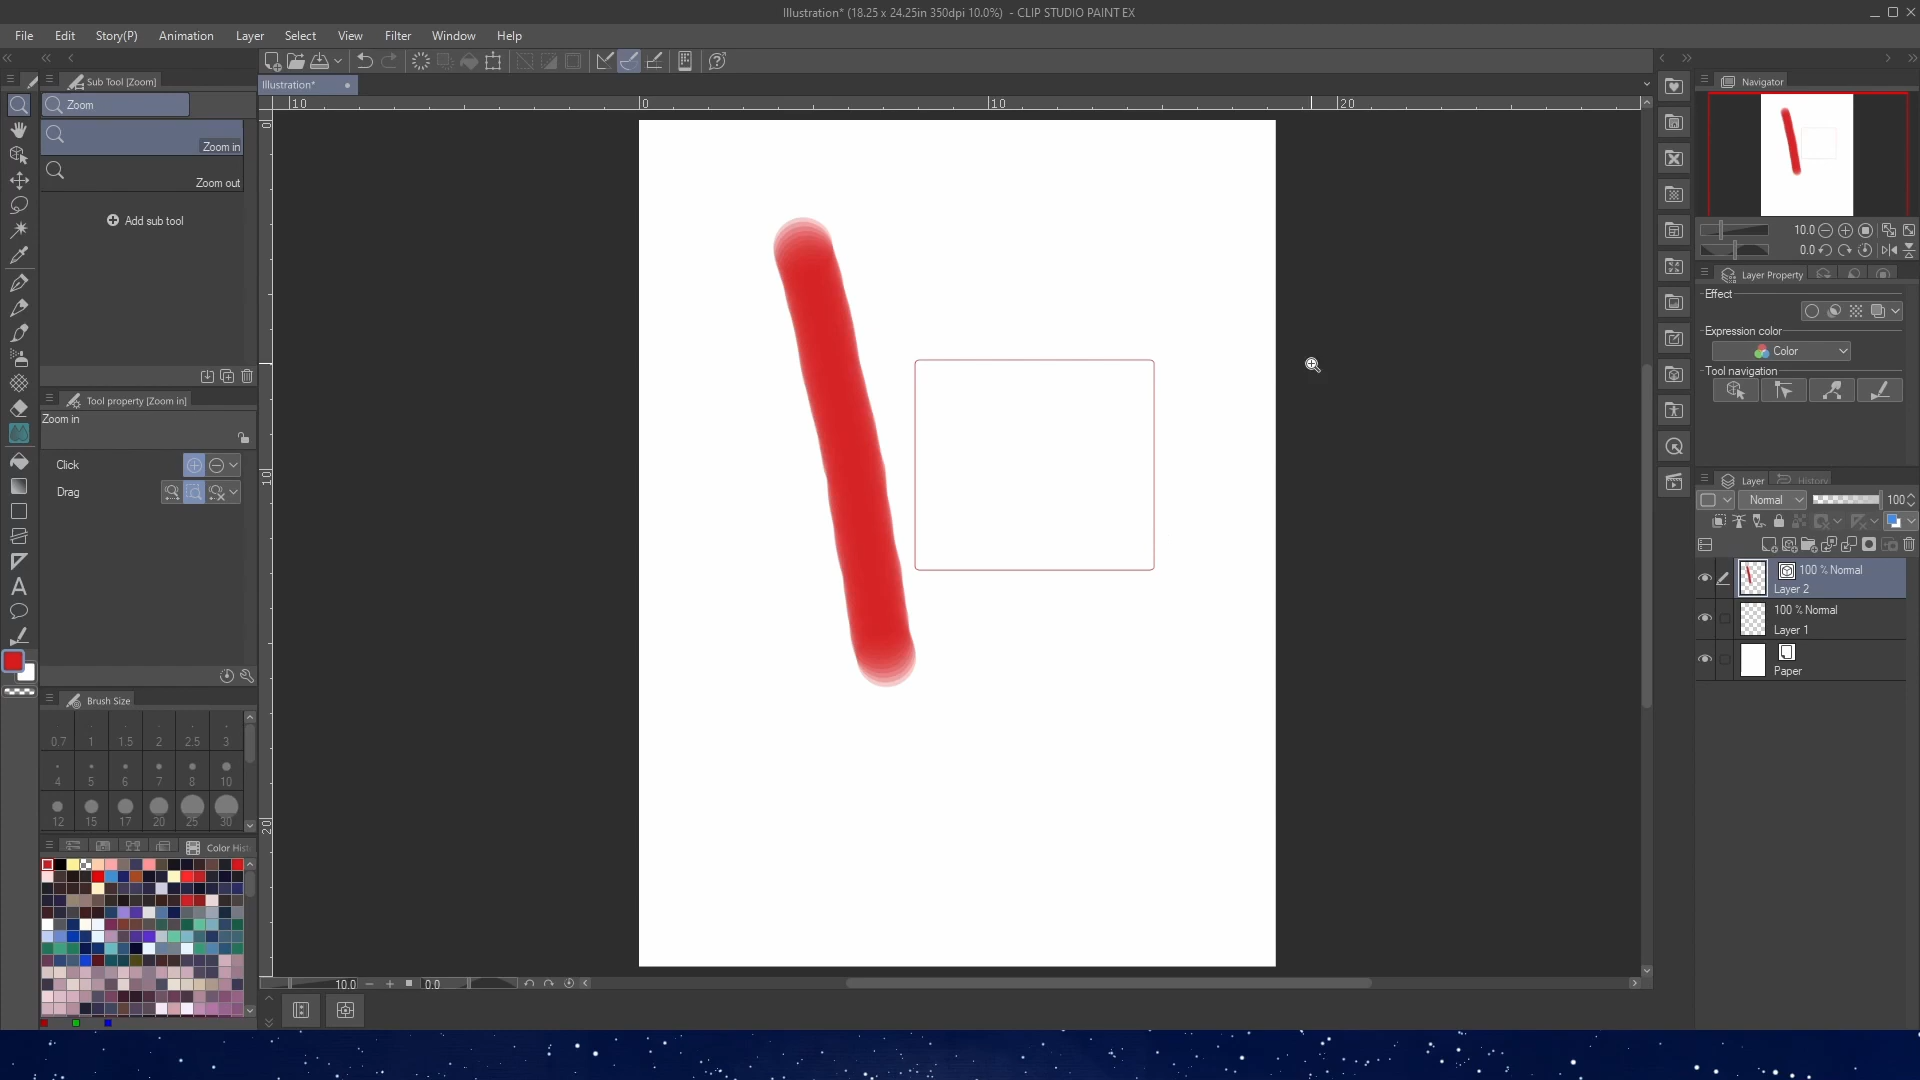 Illustration* (18.25 x 24.25in 350dpi 10.0%)  - CLIP STUDIO PAINT EX
File Edit Story(P) Animation Layer Select View Filter Window Help
Sub Tool [Zoom]
Zoom
Zoom in
Zoom out
Add sub tool
Tool property [Zoom in]
Zoom in
Click
Drag
Brush Size
0.7 1 1.5 2 2.5 3
4 5 6 7 8 10
12 15 17 20 25 30
Color His
Illustration*
10 0 10 20
0
10
20
10.0 0.0
Navigator
10.0
0.0
Layer Property
Effect
Expression color
Color
Tool navigation
Layer History
Normal 100
100 % Normal
Layer 2
100 % Normal
Layer 1
Paper